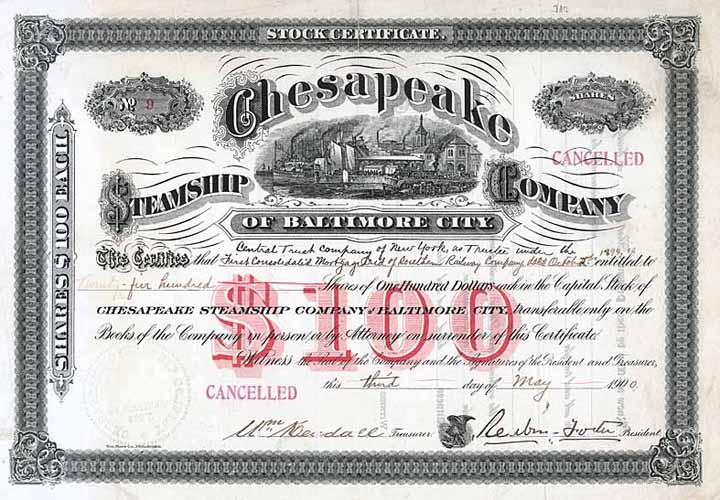 STOCK CERTIFICATE.
No 9
SHARES
Chesapeake
CANCELLED
STEAMSHIP COMPANY
OF BALTIMORE CITY.
SHARES $100 EACH.
Central Trust Company of New York, as Trustee under the
This Certifies that First Consolidated Mortgage of Southern Railway Company 1894 entitled to
Twenty-five hundred Shares of One Hundred Dollars each in the Capital Stock of
CHESAPEAKE STEAMSHIP COMPANY OF BALTIMORE CITY, transferable only on the
Books of the Company in person or by Attorney on surrender of this Certificate.
$100
Witness the Seal of the Company and the Signatures of the President and Treasurer,
CANCELLED
this third day of May 1900.
Wm Kendall Treasurer. President.